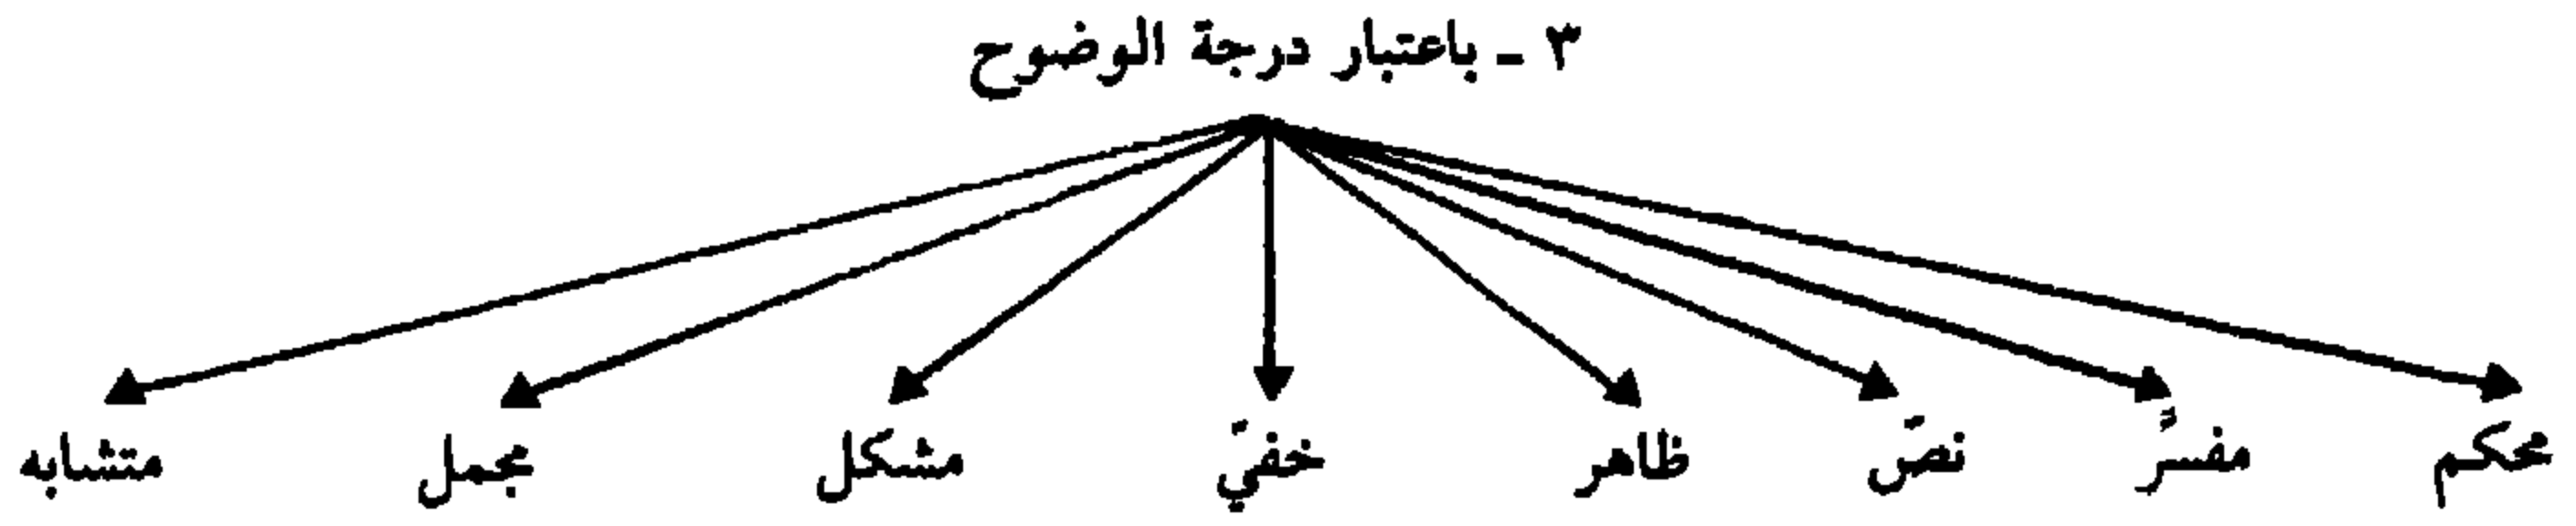 ٣ ـ باعتبار درجة الوضوح
محكم مفسرَّ نصّ ظاهر خفيّ مشكل مجمل متشابه